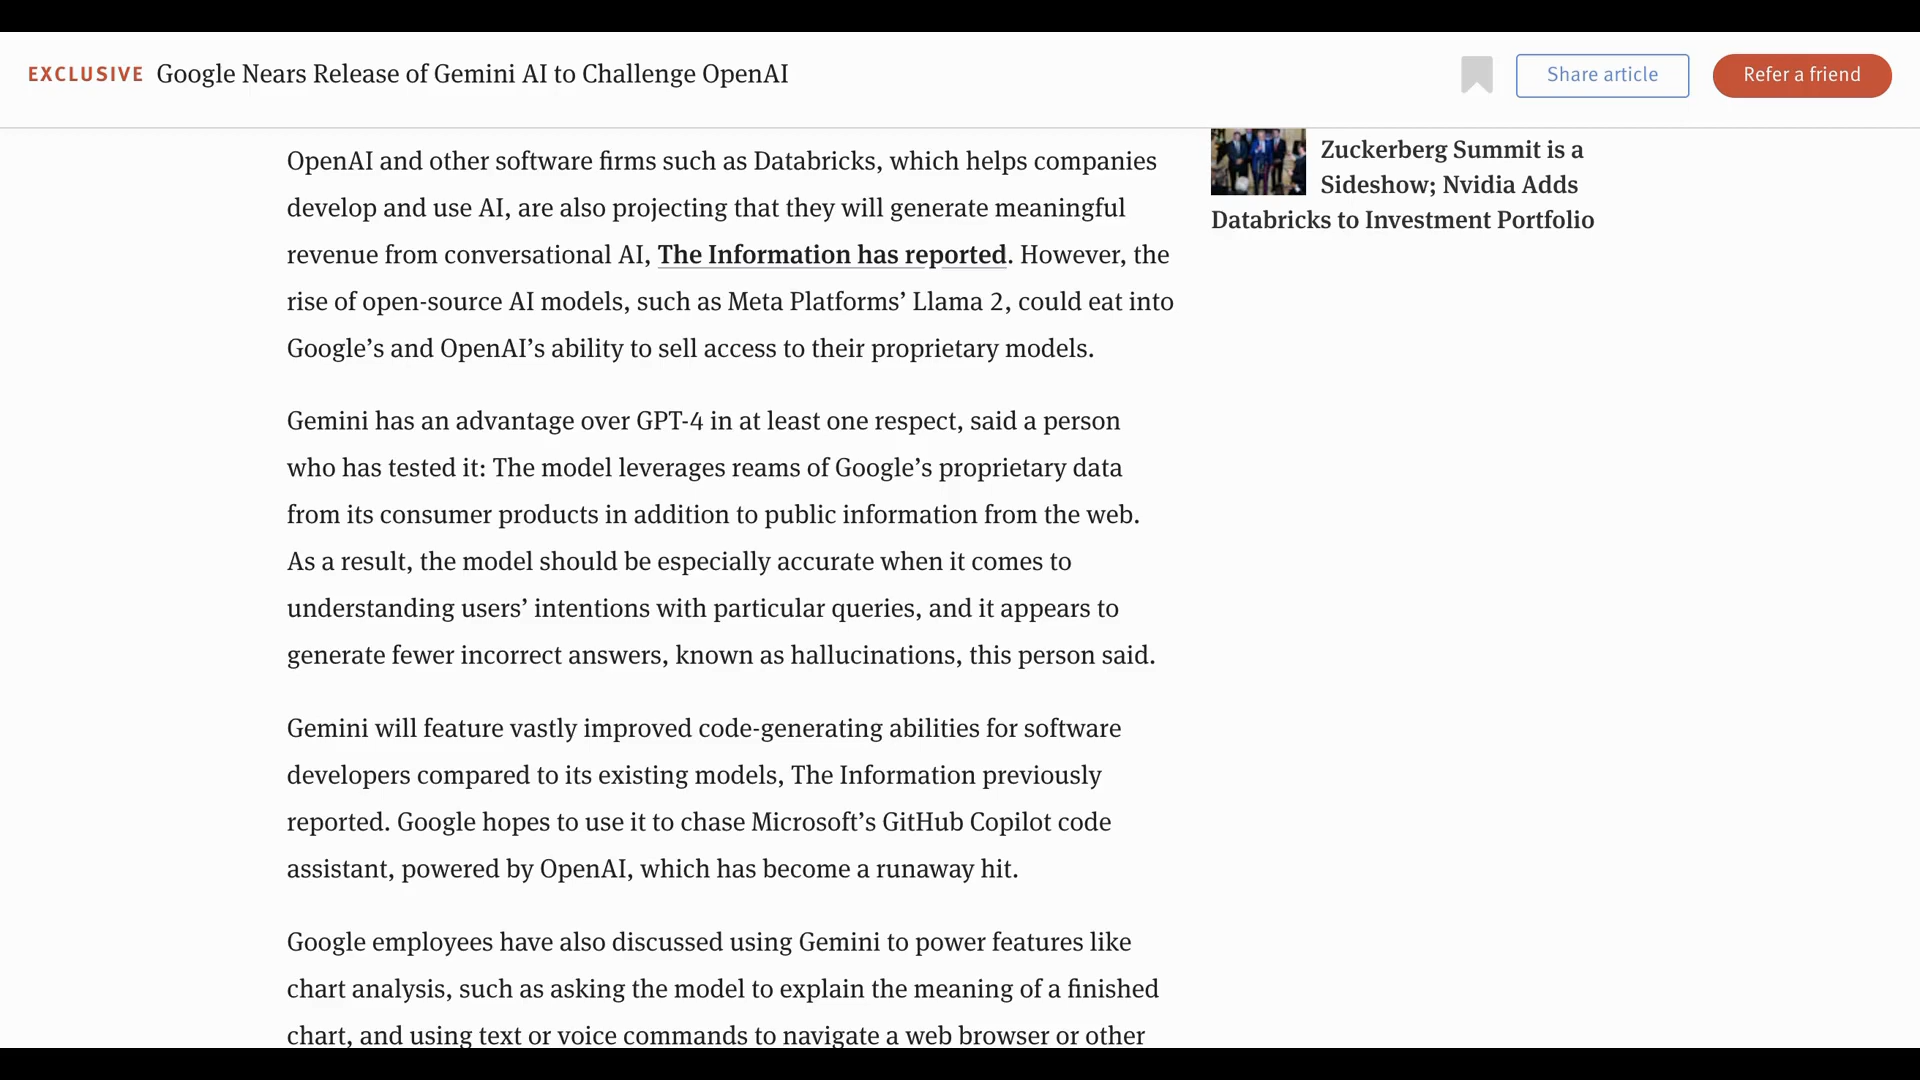 EXCLUSIVE Google Nears Release of Gemini AI to Challenge OpenAI
Share article
Refer a friend
OpenAI and other software firms such as Databricks, which helps companies
develop and use AI, are also projecting that they will generate meaningful
revenue from conversational AI, The Information has reported. However, the
rise of open-source AI models, such as Meta Platforms’ Llama 2, could eat into
Google’s and OpenAI’s ability to sell access to their proprietary models.
Gemini has an advantage over GPT-4 in at least one respect, said a person
who has tested it: The model leverages reams of Google’s proprietary data
from its consumer products in addition to public information from the web.
As a result, the model should be especially accurate when it comes to
understanding users’ intentions with particular queries, and it appears to
generate fewer incorrect answers, known as hallucinations, this person said.
Gemini will feature vastly improved code-generating abilities for software
developers compared to its existing models, The Information previously
reported. Google hopes to use it to chase Microsoft’s GitHub Copilot code
assistant, powered by OpenAI, which has become a runaway hit.
Google employees have also discussed using Gemini to power features like
chart analysis, such as asking the model to explain the meaning of a finished
chart, and using text or voice commands to navigate a web browser or other
Zuckerberg Summit is a
Sideshow; Nvidia Adds
Databricks to Investment Portfolio